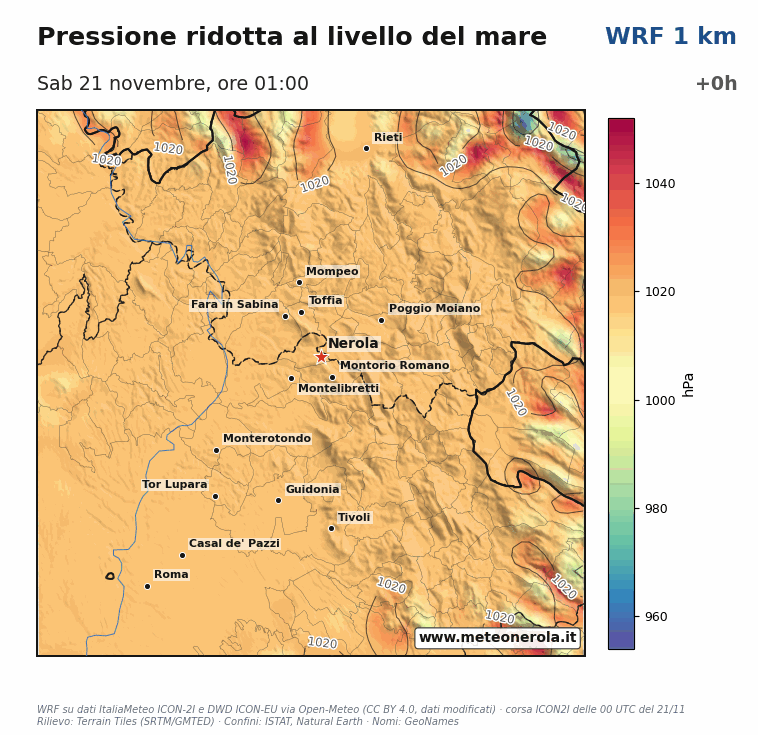 Pressione ridotta al livello del mare
WRF 1 km
Sab 21 novembre, ore 01:00
+0h
1020
1020
1020
1020
1020
1020
1020
1020
Rieti
Mompeo
Toffia
Fara in Sabina
Poggio Moiano
Nerola
Montorio Romano
Montelibretti
1020
Monterotondo
Tor Lupara
Guidonia
Tivoli
Casal de' Pazzi
Roma
1020
1020
1020
1020
www.meteonerola.it
1040
1020
1000
980
960
hPa
WRF su dati ItaliaMeteo ICON-2I e DWD ICON-EU via Open-Meteo (CC BY 4.0, dati modificati) · corsa ICON2I delle 00 UTC del 21/11
Rilievo: Terrain Tiles (SRTM/GMTED) · Confini: ISTAT, Natural Earth · Nomi: GeoNames